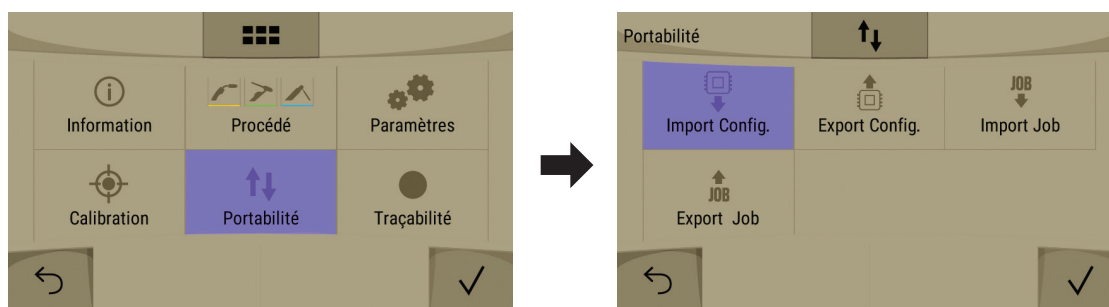 Information
Procédé
Paramètres
Calibration
Portabilité
Traçabilité
Portabilité
Import Config.
Export Config.
JOB
Import Job
JOB
Export Job